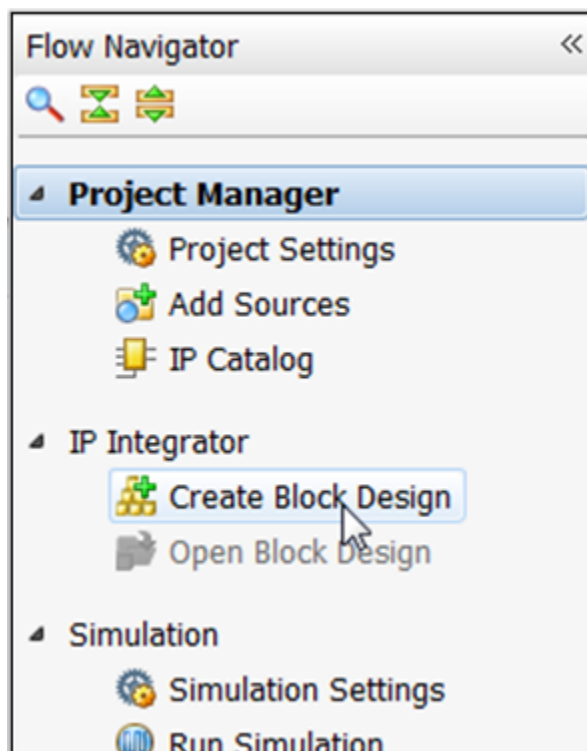 Flow Navigator
Project Manager
Project Settings
Add Sources
IP Catalog
IP Integrator
Create Block Design
Open Block Design
Simulation
Simulation Settings
Run Simulation